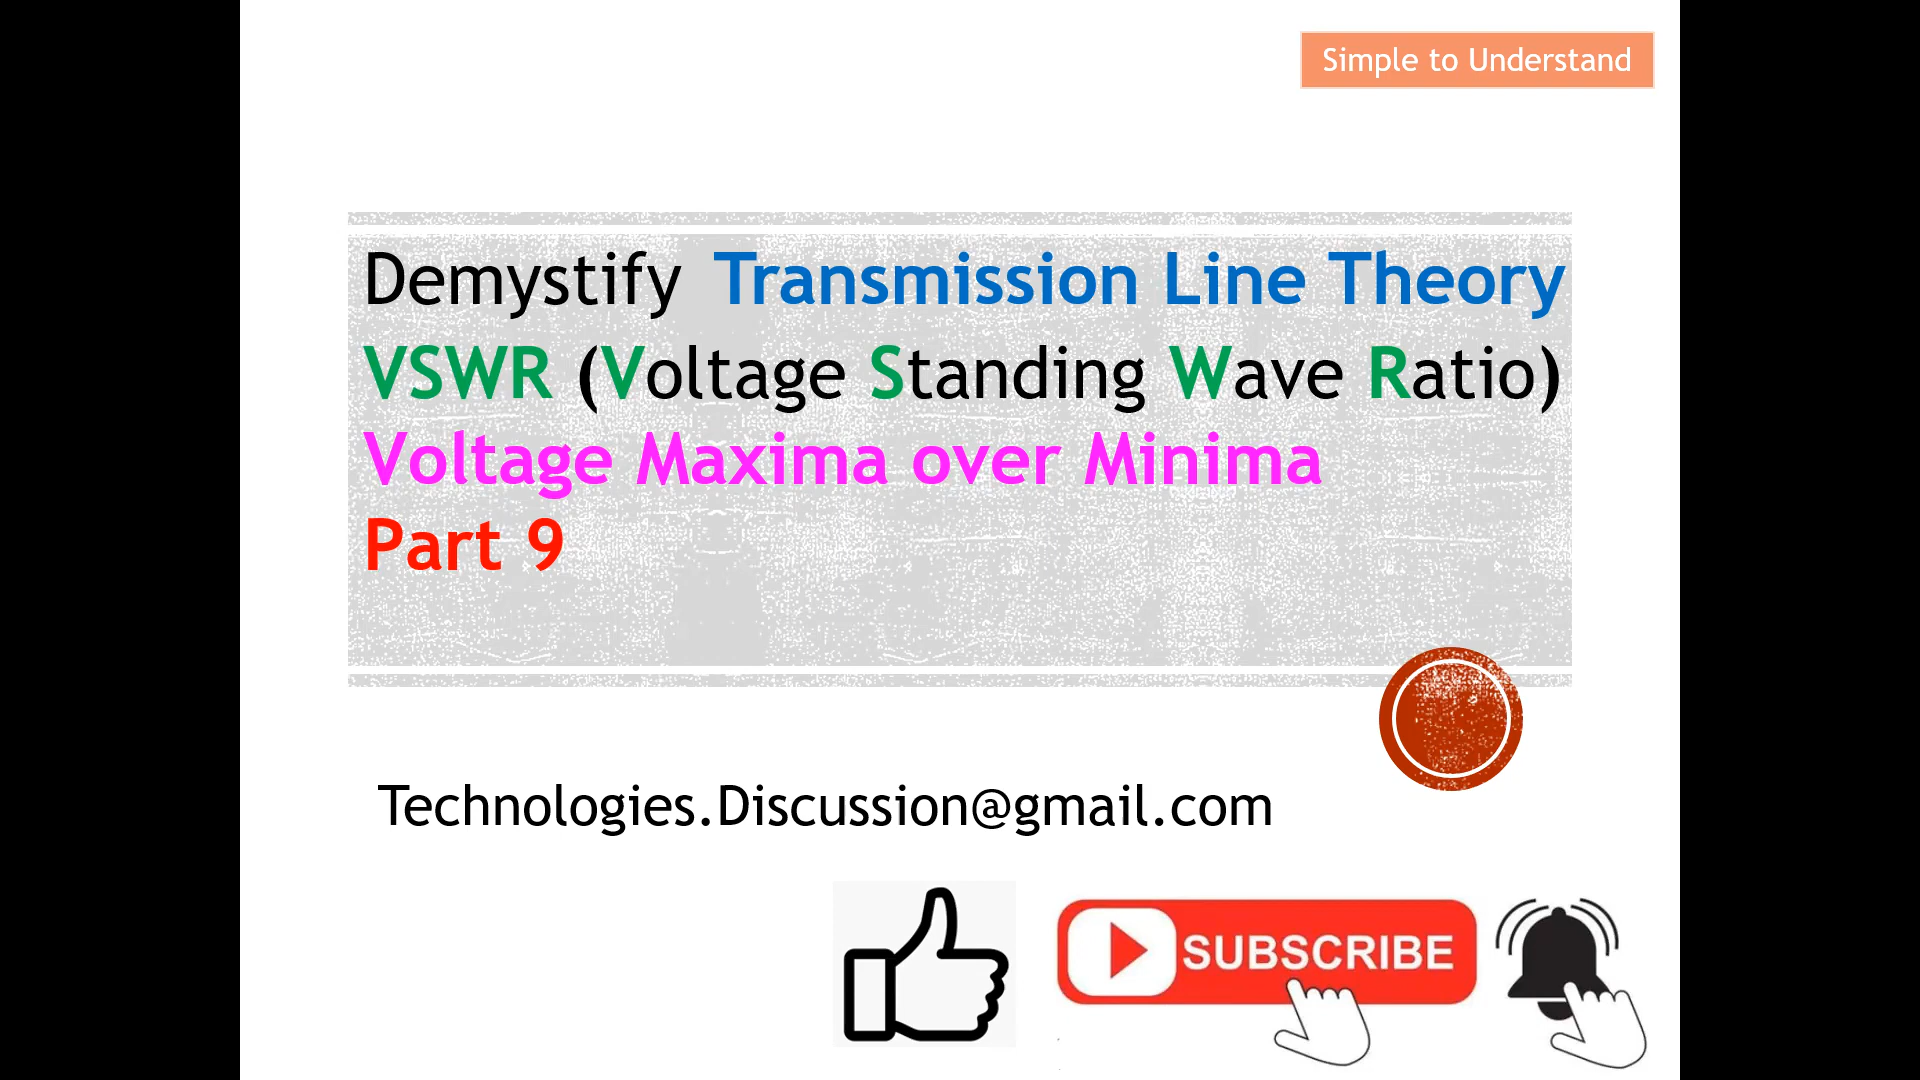 Simple to Understand
Demystify Transmission Line Theory
VSWR (Voltage Standing Wave Ratio)
Voltage Maxima over Minima
Part 9
Technologies.Discussion@gmail.com
SUBSCRIBE